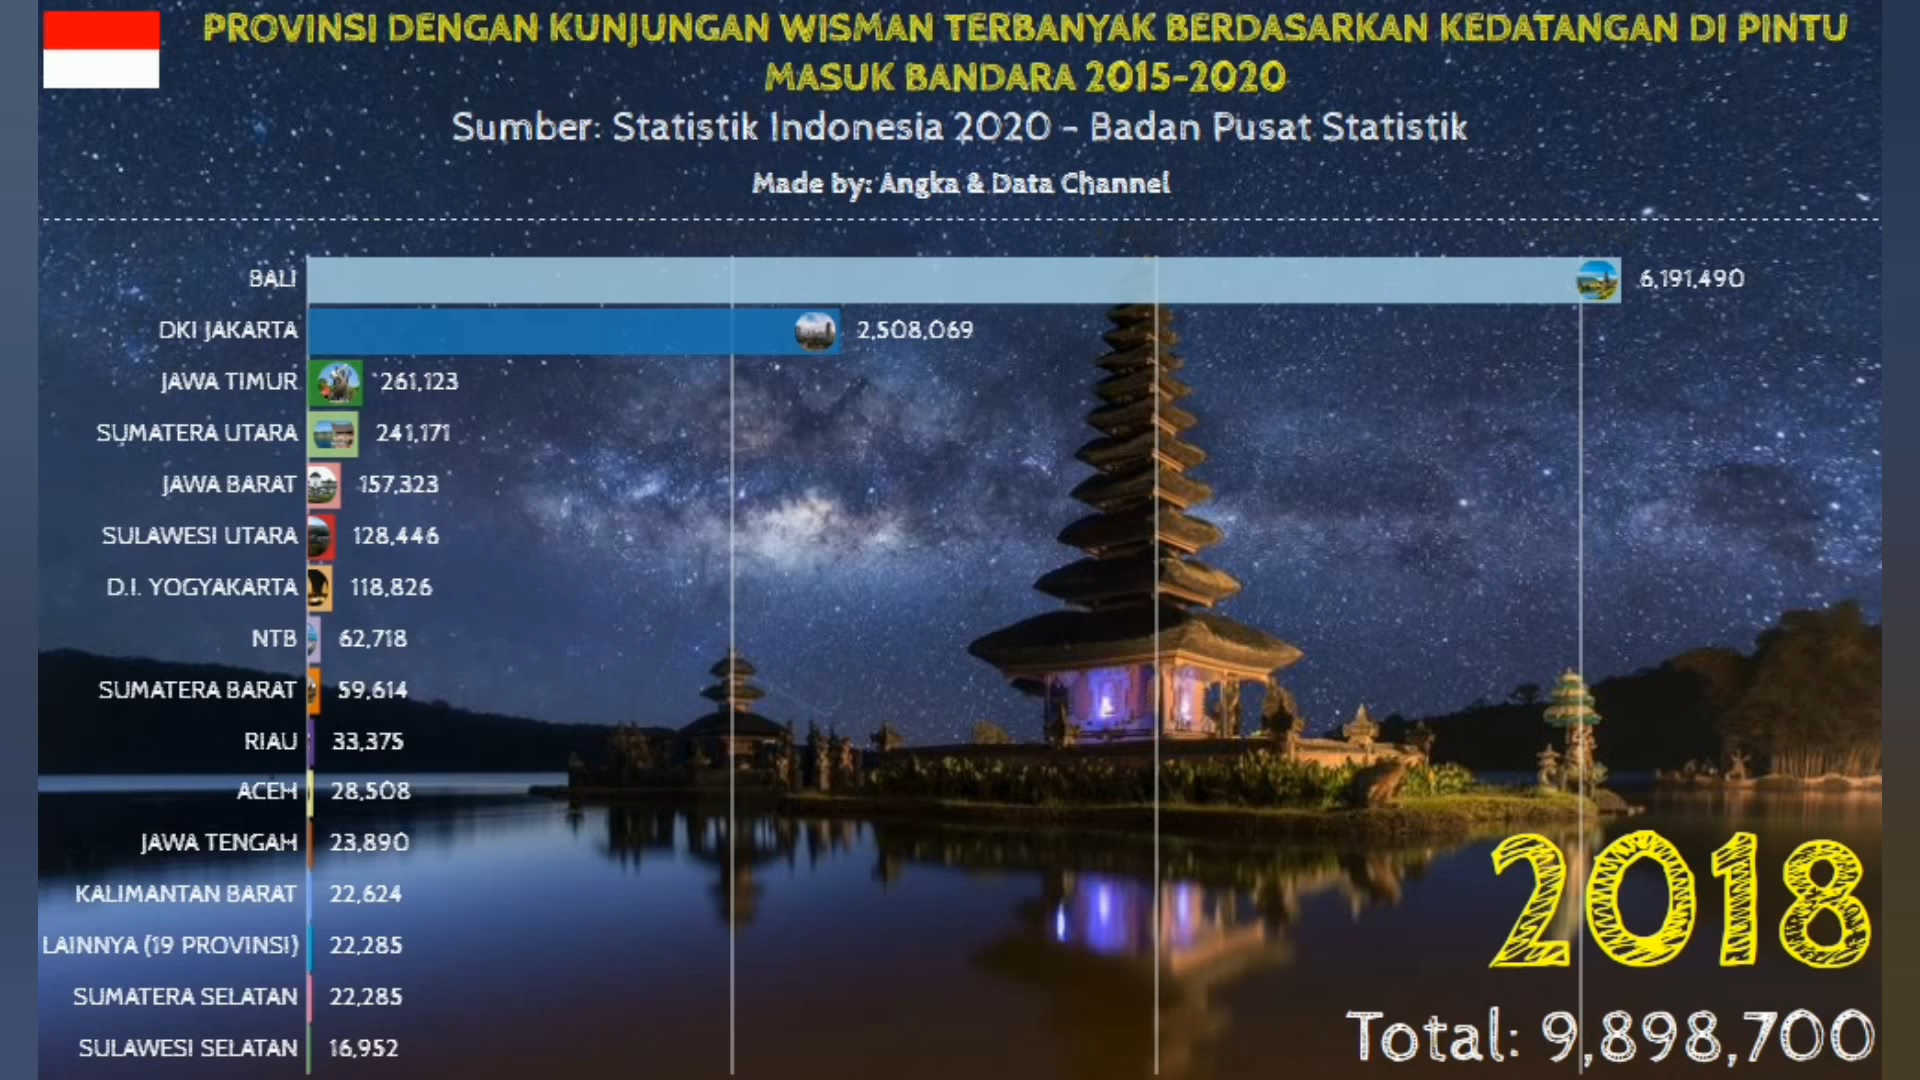 PROVINSI DENGAN KUNJUNGAN WISMAN TERBANYAK BERDASARKAN KEDATANGAN DI PINTU
MASUK BANDARA 2015-2020
Sumber: Statistik Indonesia 2020 - Badan Pusat Statistik
Made by: Angka & Data Channel
BALI 6,191,490
DKI JAKARTA 2,508,069
JAWA TIMUR 261,123
SUMATERA UTARA 241,171
JAWA BARAT 157,323
SULAWESI UTARA 128,446
D.I. YOGYAKARTA 118,826
NTB 62,718
SUMATERA BARAT 59,614
RIAU 33,375
ACEH 28,508
JAWA TENGAH 23,890
KALIMANTAN BARAT 22,624
LAINNYA (19 PROVINSI) 22,285
SUMATERA SELATAN 22,285
SULAWESI SELATAN 16,952
2018
Total: 9,898,700